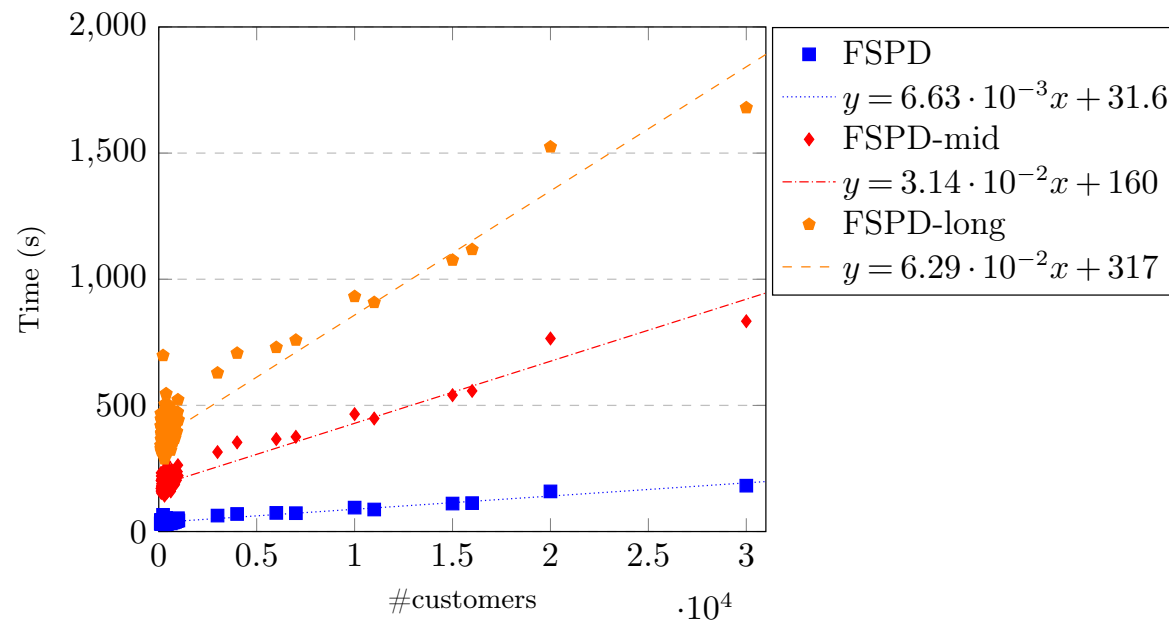 2,000
1,500
1,000
500
0
Time (s)
0 0.5 1 1.5 2 2.5 3
#customers
·10⁴
FSPD
y = 6.63 · 10⁻³x + 31.6
FSPD-mid
y = 3.14 · 10⁻²x + 160
FSPD-long
y = 6.29 · 10⁻²x + 317